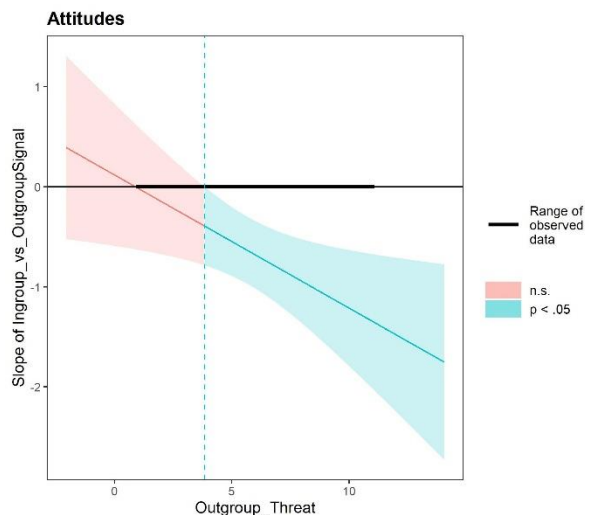 Attitudes
Slope of Ingroup_vs_OutgroupSignal
1
0
-1
-2
0
5
10
Outgroup_Threat
Range of
observed
data
n.s.
p < .05